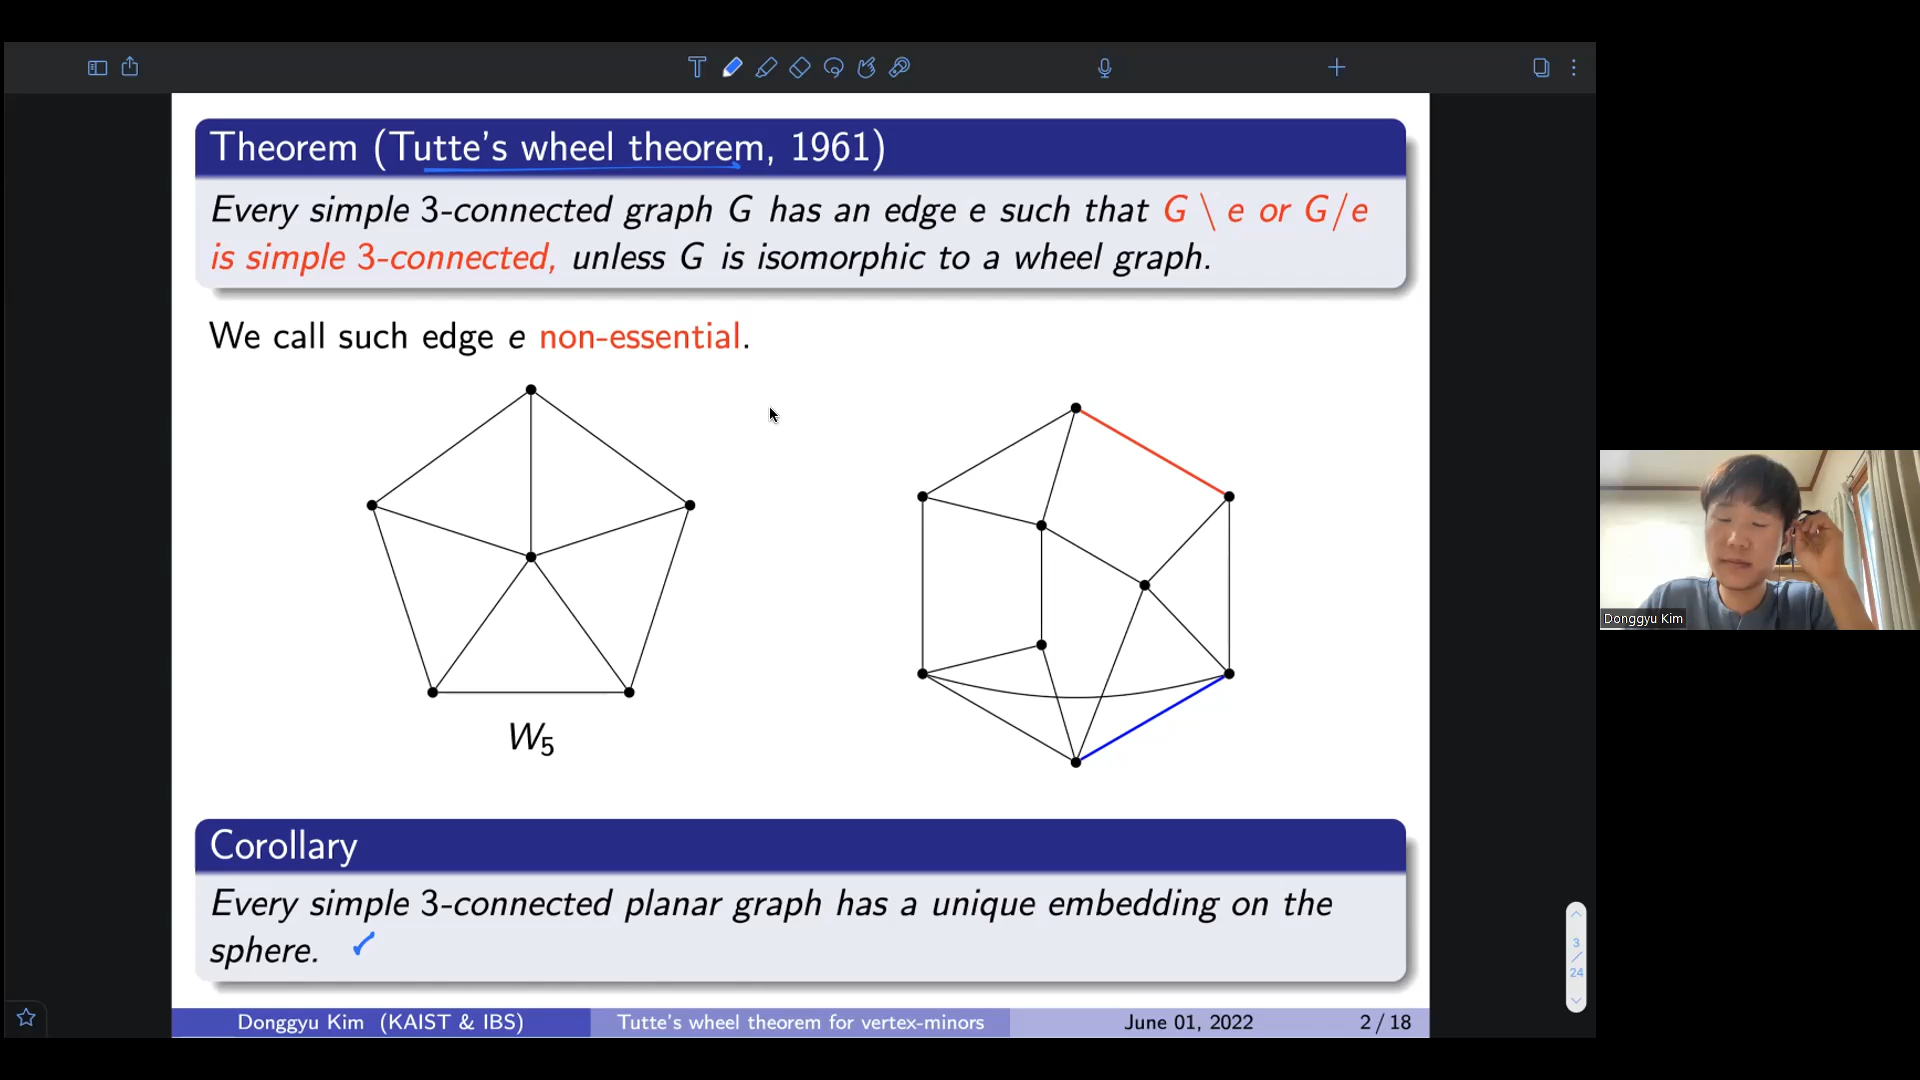 Theorem (Tutte's wheel theorem, 1961)
Every simple 3-connected graph G has an edge e such that G \ e or G/e
is simple 3-connected, unless G is isomorphic to a wheel graph.
We call such edge e non-essential.
W₅
Corollary
Every simple 3-connected planar graph has a unique embedding on the
sphere. ✓
Donggyu Kim (KAIST & IBS) Tutte's wheel theorem for vertex-minors June 01, 2022 2 / 18
3
/
24
Donggyu Kim